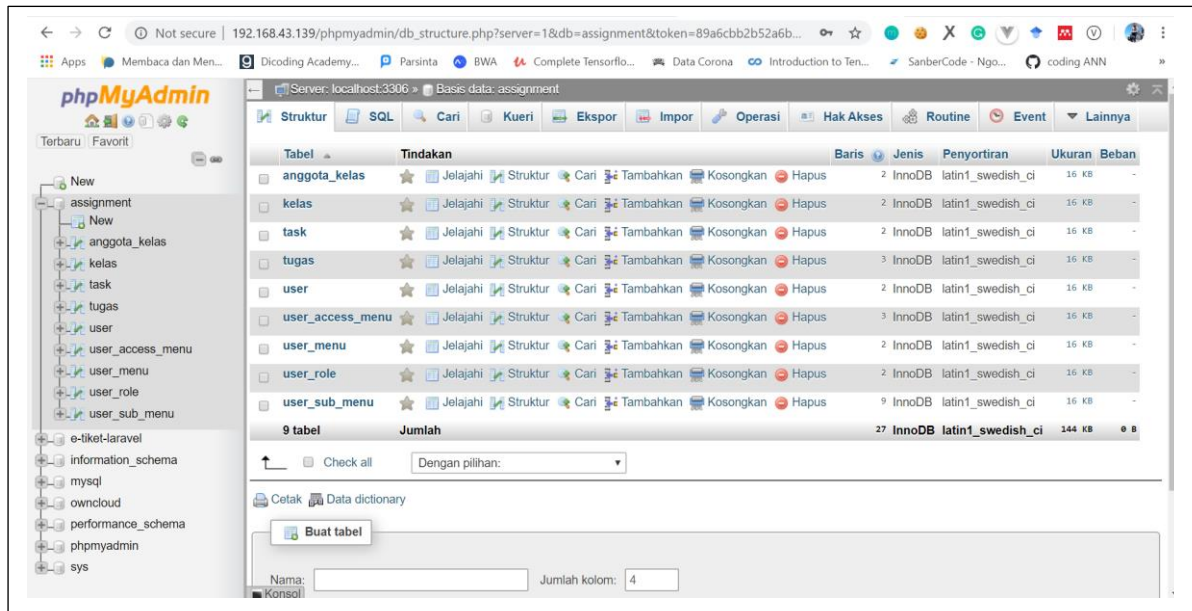 Not secure | 192.168.43.139/phpmyadmin/db_structure.php?server=1&db=assignment&token=89a6cbb2b52a6b...
Apps Membaca dan Men... Dicoding Academy... Parsinta BWA Complete Tensorflo... Data Corona Introduction to Ten... SanberCode - Ngo... coding ANN »
phpMyAdmin
Terbaru Favorit
New
assignment
New
anggota_kelas
kelas
task
tugas
user
user_access_menu
user_menu
user_role
user_sub_menu
e-tiket-laravel
information_schema
mysql
owncloud
performance_schema
phpmyadmin
sys
Server: localhost:3306 » Basis data: assignment
Struktur SQL Cari Kueri Ekspor Impor Operasi Hak Akses Routine Event Lainnya
Tabel Tindakan Baris Jenis Penyortiran Ukuran Beban
anggota_kelas Jelajahi Struktur Cari Tambahkan Kosongkan Hapus 2 InnoDB latin1_swedish_ci 16 KB -
kelas Jelajahi Struktur Cari Tambahkan Kosongkan Hapus 2 InnoDB latin1_swedish_ci 16 KB -
task Jelajahi Struktur Cari Tambahkan Kosongkan Hapus 2 InnoDB latin1_swedish_ci 16 KB -
tugas Jelajahi Struktur Cari Tambahkan Kosongkan Hapus 3 InnoDB latin1_swedish_ci 16 KB -
user Jelajahi Struktur Cari Tambahkan Kosongkan Hapus 2 InnoDB latin1_swedish_ci 16 KB -
user_access_menu Jelajahi Struktur Cari Tambahkan Kosongkan Hapus 3 InnoDB latin1_swedish_ci 16 KB -
user_menu Jelajahi Struktur Cari Tambahkan Kosongkan Hapus 2 InnoDB latin1_swedish_ci 16 KB -
user_role Jelajahi Struktur Cari Tambahkan Kosongkan Hapus 2 InnoDB latin1_swedish_ci 16 KB -
user_sub_menu Jelajahi Struktur Cari Tambahkan Kosongkan Hapus 9 InnoDB latin1_swedish_ci 16 KB -
9 tabel Jumlah 27 InnoDB latin1_swedish_ci 144 KB 0 B
Check all Dengan pilihan:
Cetak Data dictionary
Buat tabel
Nama: Jumlah kolom: 4
Konsol